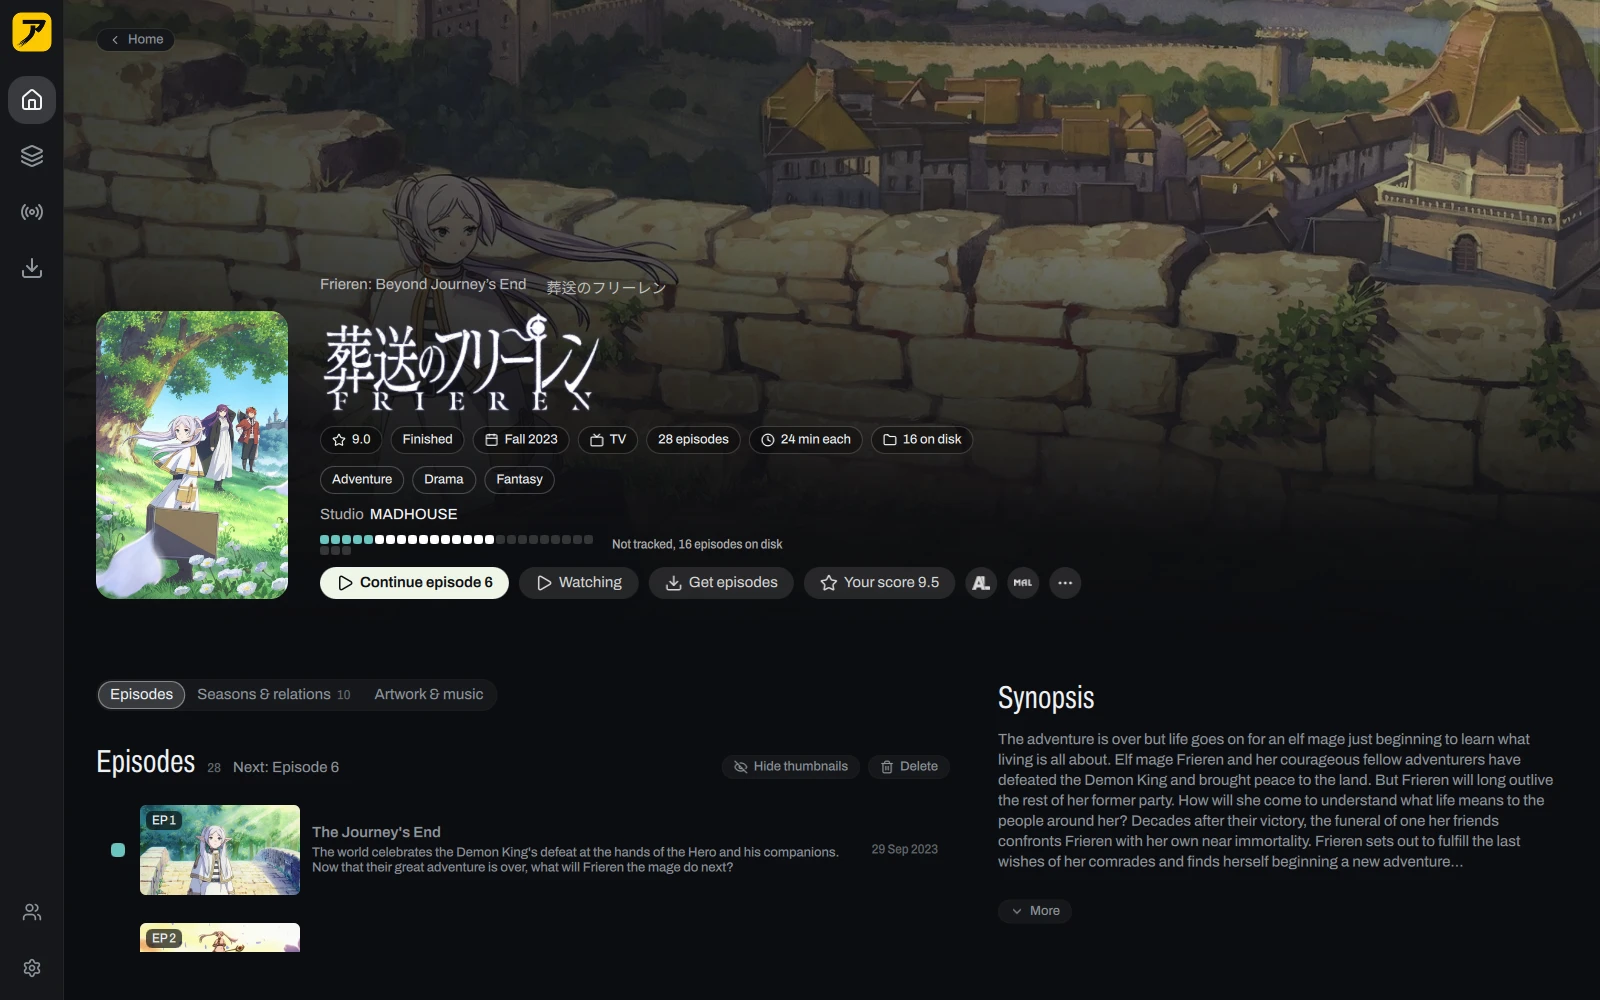 ア
Home
Frieren: Beyond Journey's End 葬送のフリーレン
葬送のフリーレン
FRIEREN
9.0 Finished Fall 2023 TV 28 episodes 24 min each 16 on disk
Adventure Drama Fantasy
Studio MADHOUSE
Not tracked, 16 episodes on disk
Continue episode 6 Watching Get episodes Your score 9.5 AL MAL
Episodes Seasons & relations 10 Artwork & music
Episodes 28 Next: Episode 6 Hide thumbnails Delete
EP 1
The Journey's End
The world celebrates the Demon King's defeat at the hands of the Hero and his companions.
Now that their great adventure is over, what will Frieren the mage do next?
29 Sep 2023
EP 2
Synopsis
The adventure is over but life goes on for an elf mage just beginning to learn what
living is all about. Elf mage Frieren and her courageous fellow adventurers have
defeated the Demon King and brought peace to the land. But Frieren will long outlive
the rest of her former party. How will she come to understand what life means to the
people around her? Decades after their victory, the funeral of one her friends
confronts Frieren with her own near immortality. Frieren sets out to fulfill the last
wishes of her comrades and finds herself beginning a new adventure…
More